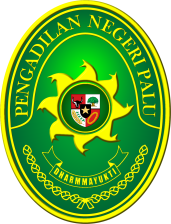 PENGADILAN NEGERI PALU
DHARMMAYUKTI